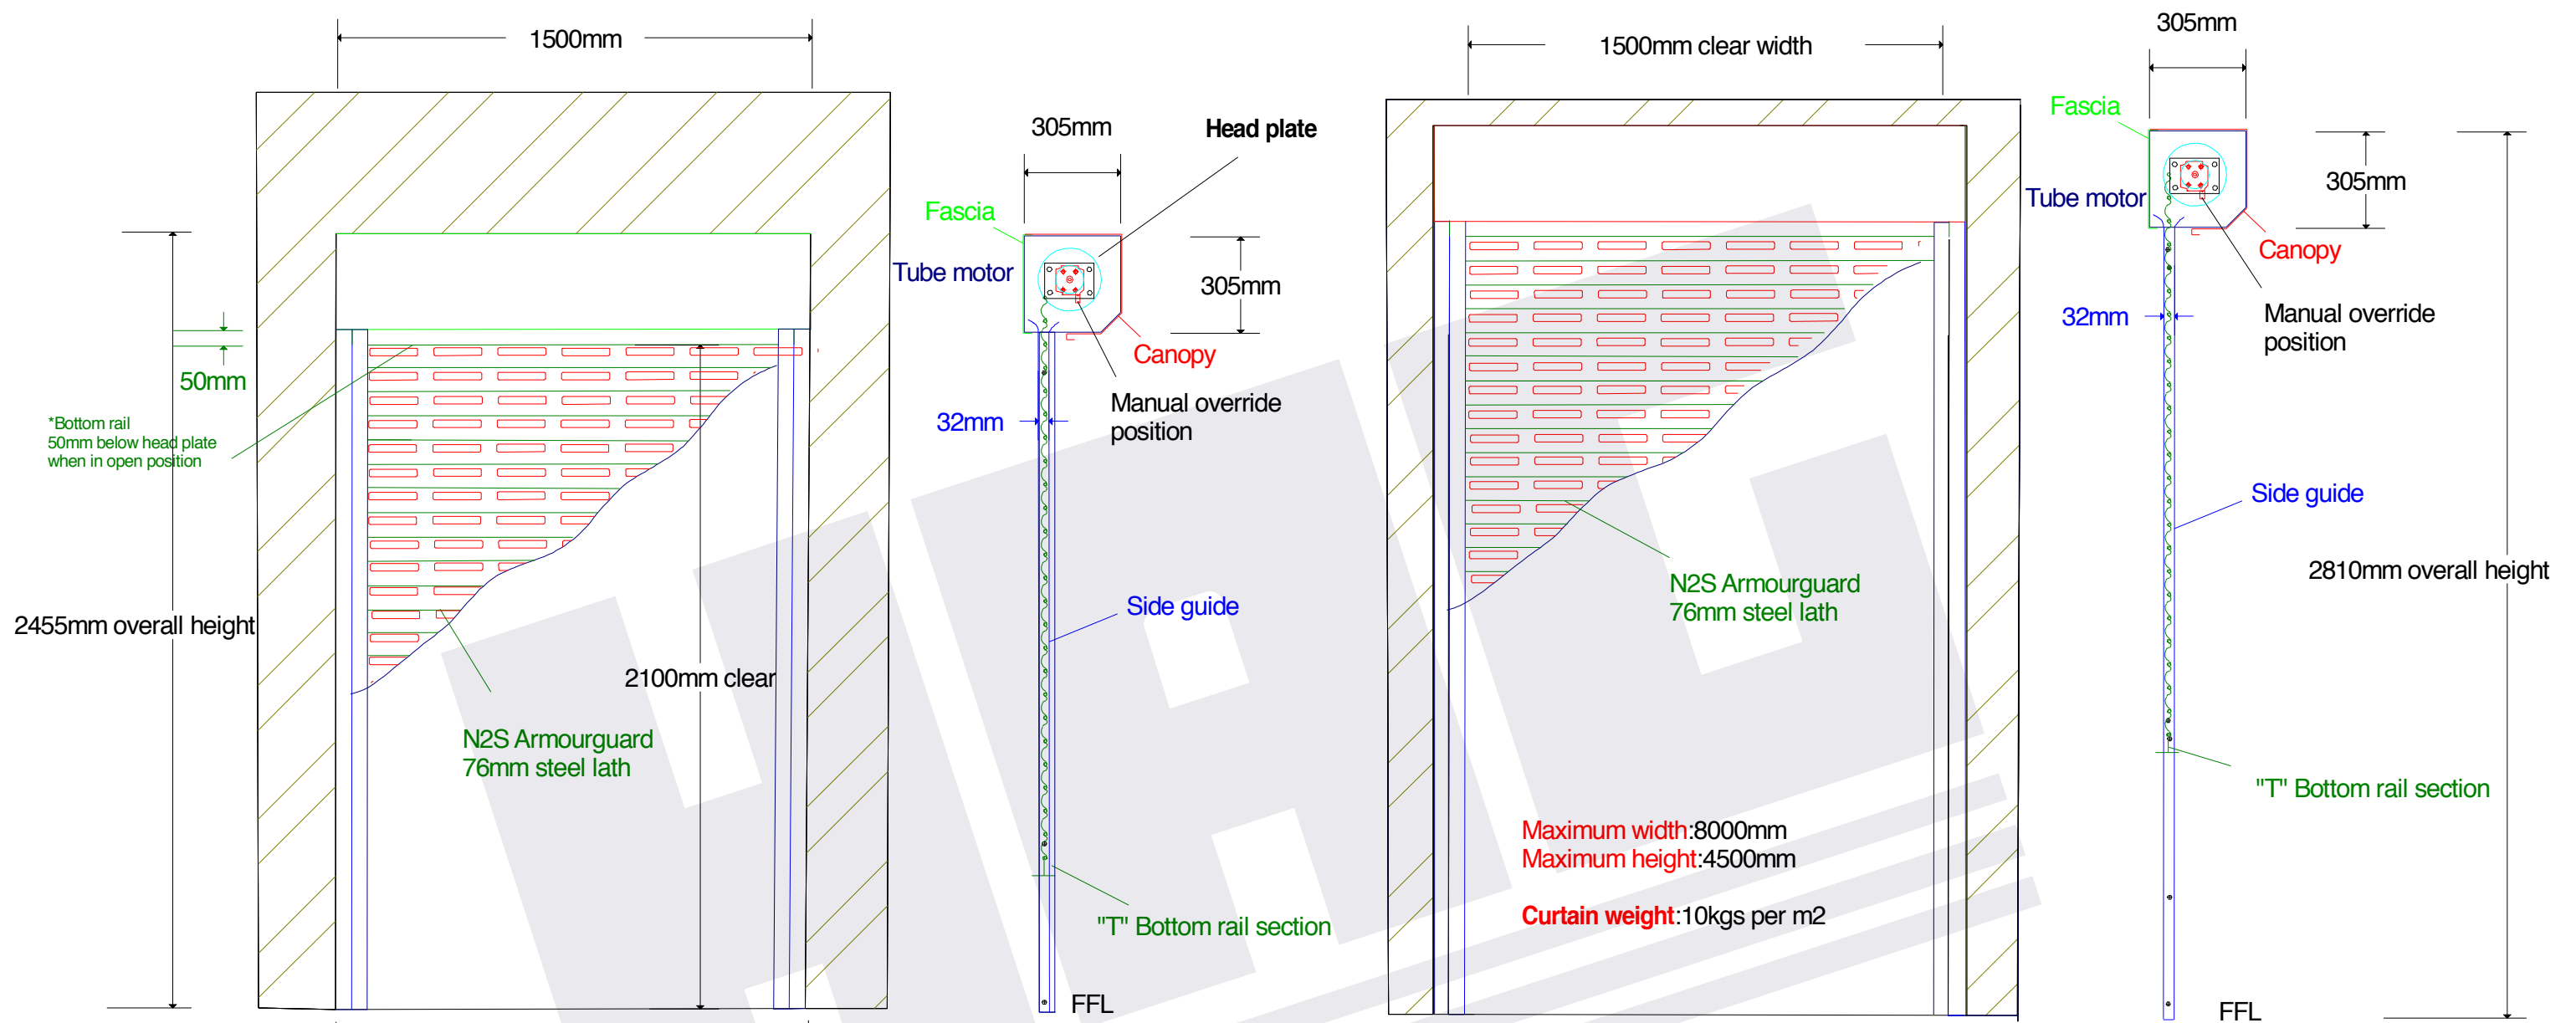 1500mm
305mm
Head plate
Fascia
Tube motor
305mm
Canopy
50mm
Manual override
position
32mm
*Bottom rail
50mm below head plate
when in open position
Side guide
2455mm overall height
2100mm clear
N2S Armourguard
76mm steel lath
"T" Bottom rail section
FFL
1500mm clear width
305mm
Fascia
305mm
Tube motor
Canopy
32mm
Manual override
position
Side guide
2810mm overall height
N2S Armourguard
76mm steel lath
"T" Bottom rail section
Maximum width:8000mm
Maximum height:4500mm
Curtain weight:10kgs per m2
FFL